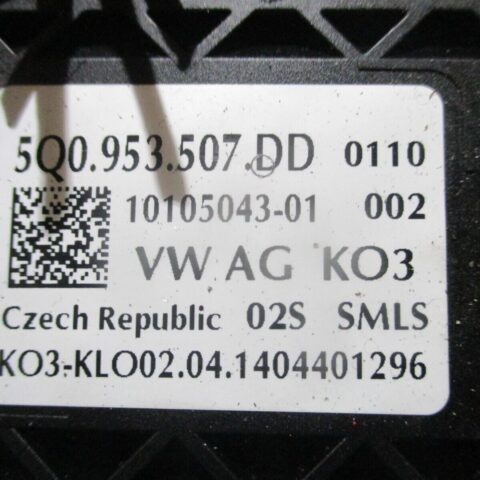 5Q0.953.507.DD 0110
10105043-01 002
VW AG KO3
Czech Republic 02S SMLS
KO3-KLO02.04.1404401296